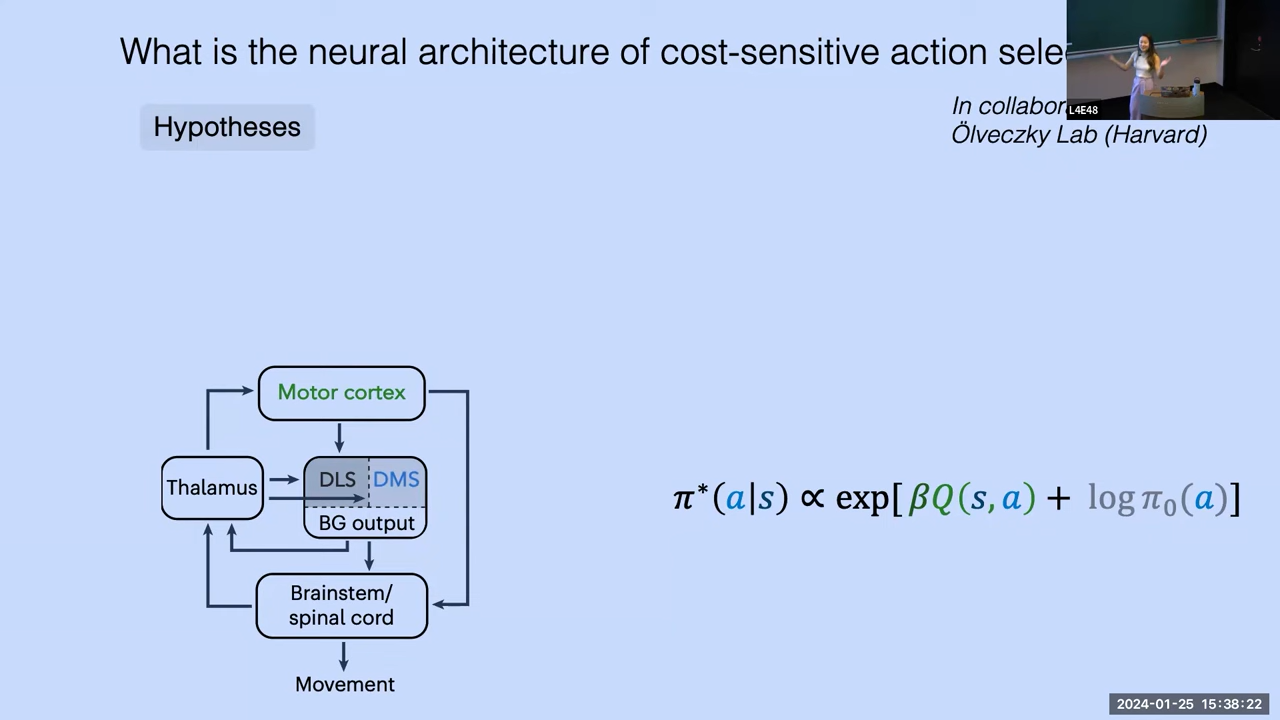 What is the neural architecture of cost-sensitive action sele
In collabor
Ölveczky Lab (Harvard)
L4E48
Hypotheses
Motor cortex
Thalamus
DLS
DMS
BG output
Brainstem/
spinal cord
Movement
π*(a|s) ∝ exp[βQ(s,a) + log π₀(a)]
2024-01-25 15:38:22